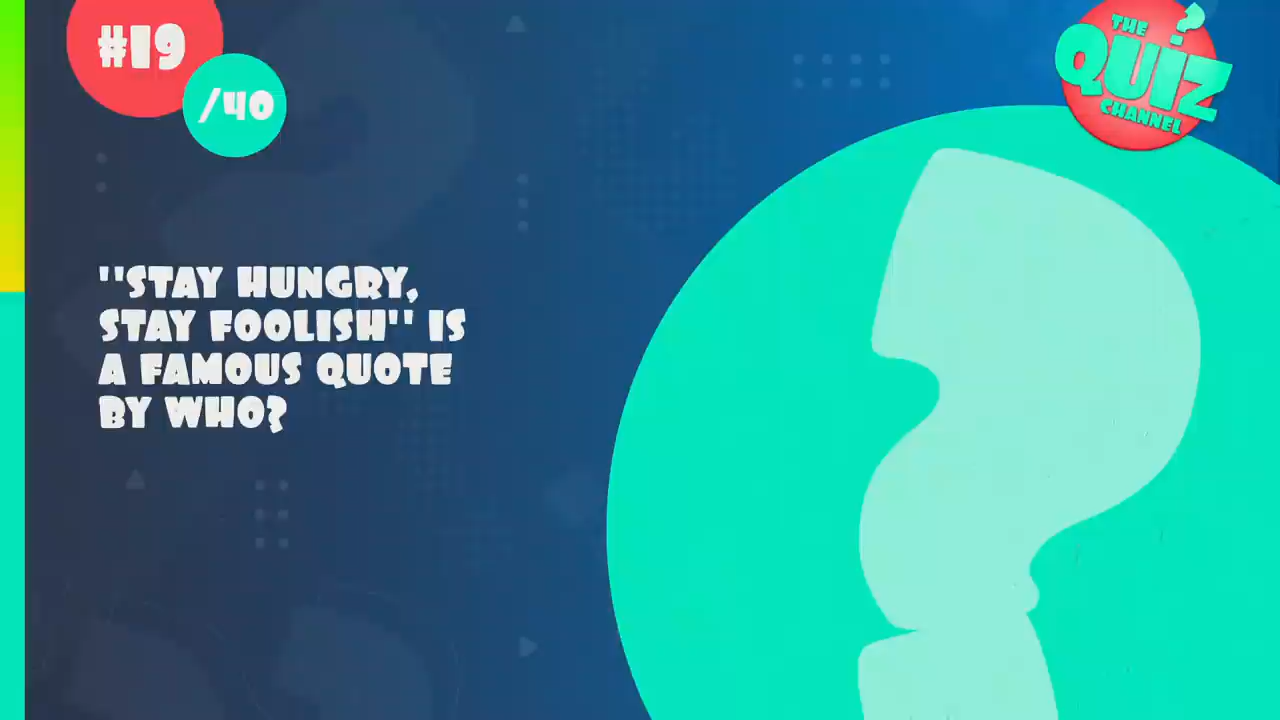 #19
/40
THE
QUIZ
CHANNEL
''STAY HUNGRY,
STAY FOOLISH'' IS
A FAMOUS QUOTE
BY WHO?